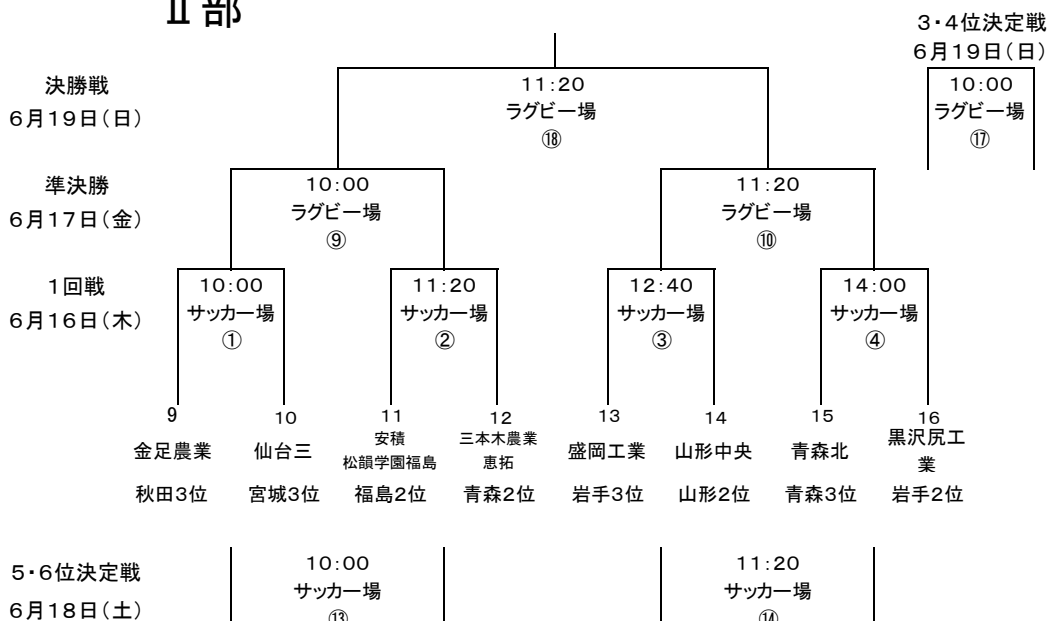 Ⅱ部
3・4位決定戦
6月19日(日)
10:00
ラグビー場
⑰
決勝戦
6月19日(日)
11:20
ラグビー場
⑱
準決勝
6月17日(金)
10:00
ラグビー場
⑨
11:20
ラグビー場
⑩
1回戦
6月16日(木)
10:00
サッカー場
①
11:20
サッカー場
②
12:40
サッカー場
③
14:00
サッカー場
④
9
金足農業
秋田3位
10
仙台三
宮城3位
11
安積
松韻学園福島
福島2位
12
三本木農業
恵拓
青森2位
13
盛岡工業
岩手3位
14
山形中央
山形2位
15
青森北
青森3位
16
黒沢尻工
業
岩手2位
5・6位決定戦
6月18日(土)
10:00
サッカー場
⑬
11:20
サッカー場
⑭